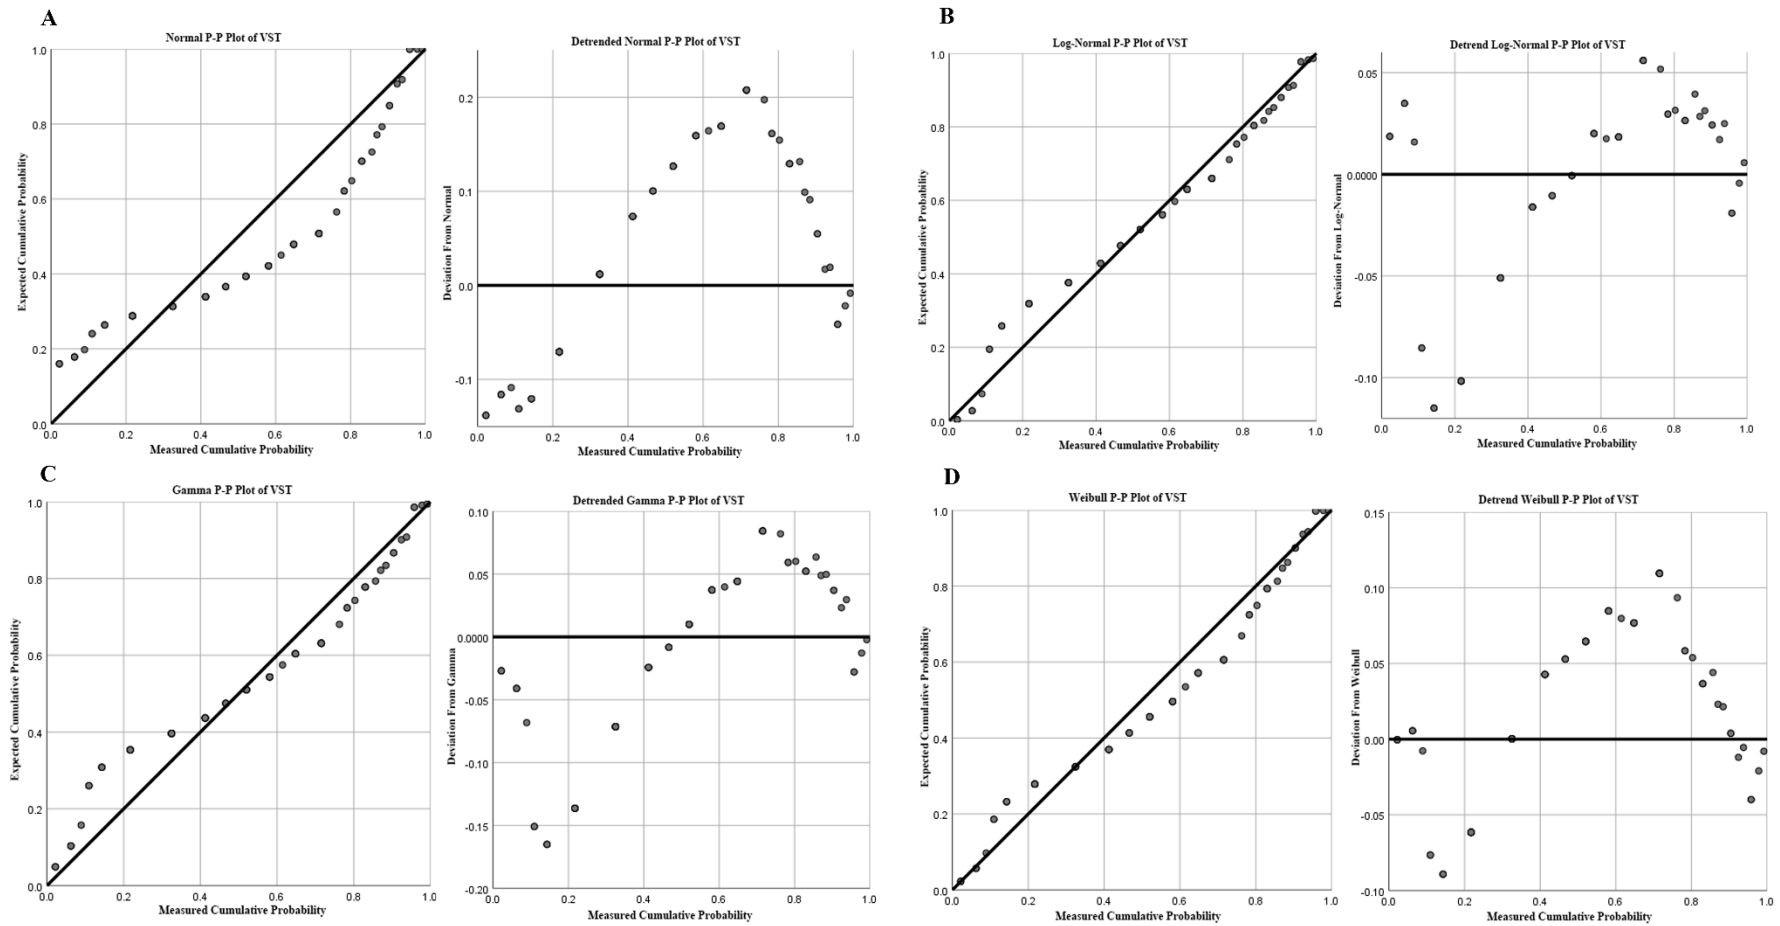 A
Normal P-P Plot of VST
Expected Cumulative Probability
1.0
0.8
0.6
0.4
0.2
0.0
0.0 0.2 0.4 0.6 0.8 1.0
Measured Cumulative Probability
Detrended Normal P-P Plot of VST
Deviation From Normal
0.2
0.1
0.0
-0.1
0.0 0.2 0.4 0.6 0.8 1.0
Measured Cumulative Probability
B
Log-Normal P-P Plot of VST
Expected Cumulative Probability
1.0
0.8
0.6
0.4
0.2
0.0
0.0 0.2 0.4 0.6 0.8 1.0
Measured Cumulative Probability
Detrend Log-Normal P-P Plot of VST
Deviation From Log-Normal
0.05
0.0000
-0.05
-0.10
0.0 0.2 0.4 0.6 0.8 1.0
Measured Cumulative Probability
C
Gamma P-P Plot of VST
Expected Cumulative Probability
1.0
0.8
0.6
0.4
0.2
0.0
0.0 0.2 0.4 0.6 0.8 1.0
Measured Cumulative Probability
Detrended Gamma P-P Plot of VST
Deviation From Gamma
0.10
0.05
0.0000
-0.05
-0.10
-0.15
-0.20
0.0 0.2 0.4 0.6 0.8 1.0
Measured Cumulative Probability
D
Weibull P-P Plot of VST
Expected Cumulative Probability
1.0
0.8
0.6
0.4
0.2
0.0
0.0 0.2 0.4 0.6 0.8 1.0
Measured Cumulative Probability
Detrend Weibull P-P Plot of VST
Deviation From Weibull
0.15
0.10
0.05
0.00
-0.05
-0.10
0.0 0.2 0.4 0.6 0.8 1.0
Measured Cumulative Probability